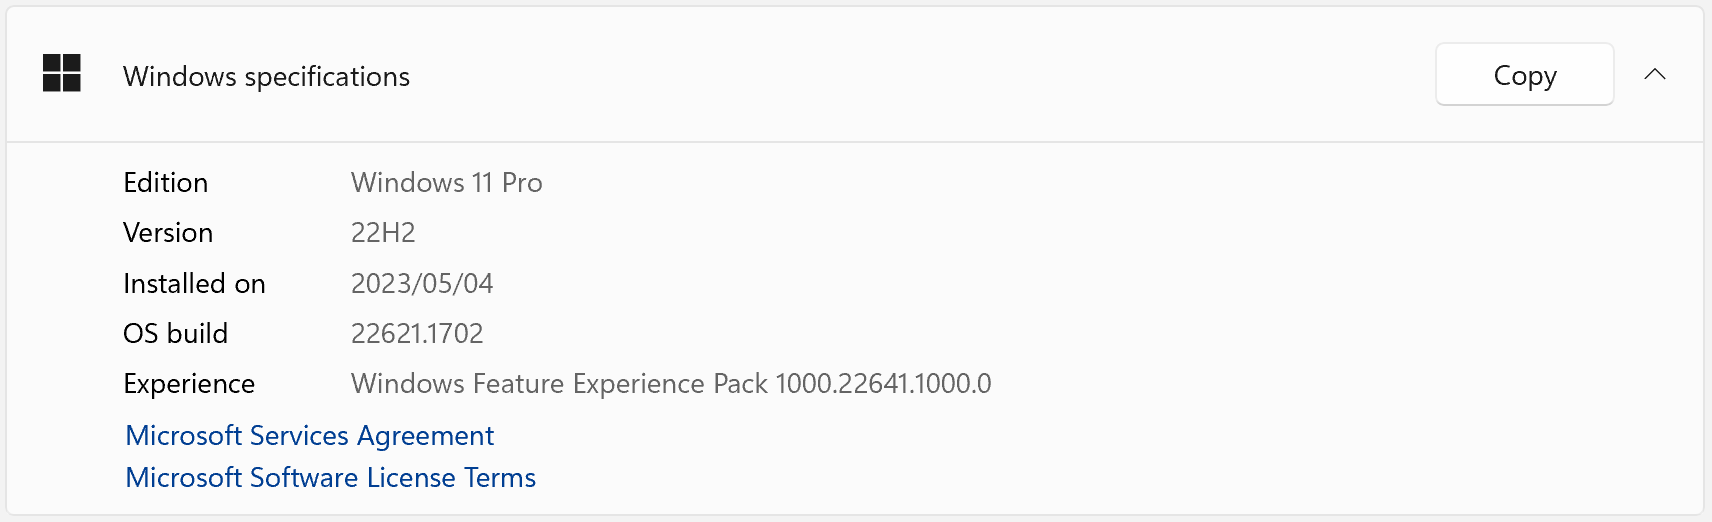 Windows specifications
Copy
Edition Windows 11 Pro
Version 22H2
Installed on 2023/05/04
OS build 22621.1702
Experience Windows Feature Experience Pack 1000.22641.1000.0
Microsoft Services Agreement
Microsoft Software License Terms